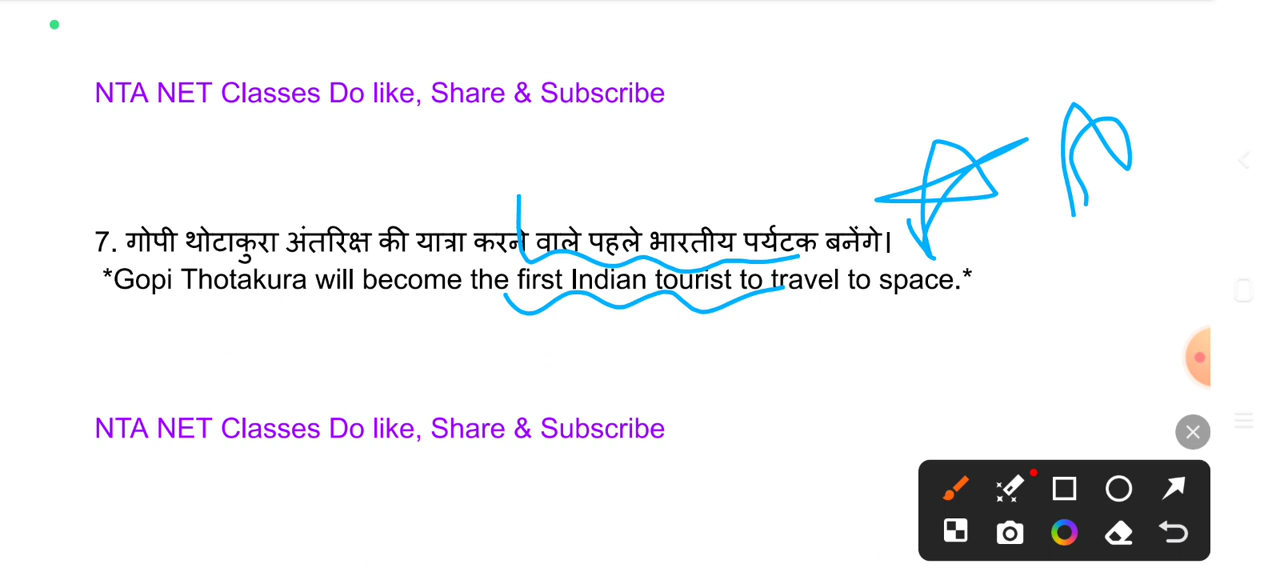 NTA NET Classes Do like, Share & Subscribe
7. गोपी थोटाकुरा अंतरिक्ष की यात्रा करने वाले पहले भारतीय पर्यटक बनेंगे।
*Gopi Thotakura will become the first Indian tourist to travel to space.*
NTA NET Classes Do like, Share & Subscribe